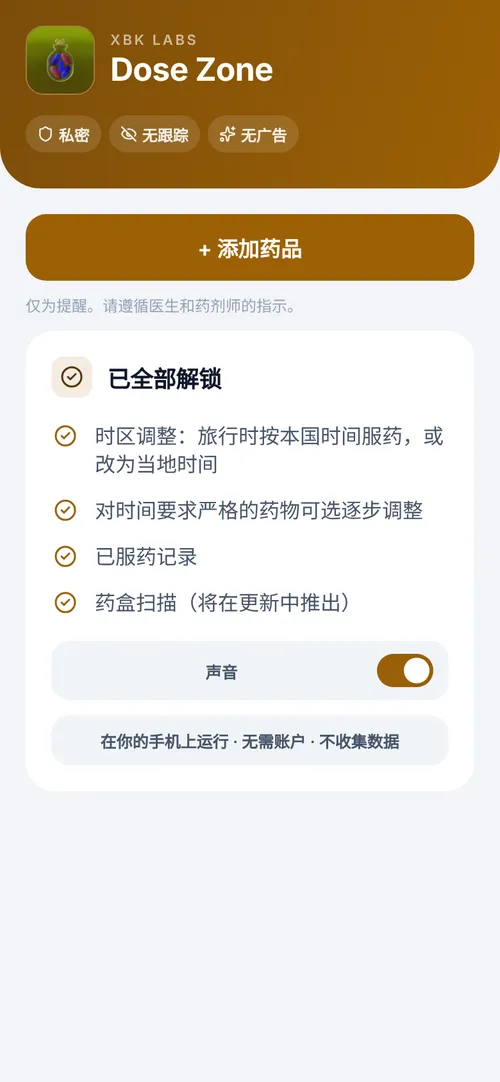 XBK LABS
Dose Zone
私密
无跟踪
无广告
+ 添加药品
仅为提醒。请遵循医生和药剂师的指示。
已全部解锁
时区调整：旅行时按本国时间服药，或
改为当地时间
对时间要求严格的药物可选逐步调整
已服药记录
药盒扫描（将在更新中推出）
声音
在你的手机上运行 · 无需账户 · 不收集数据